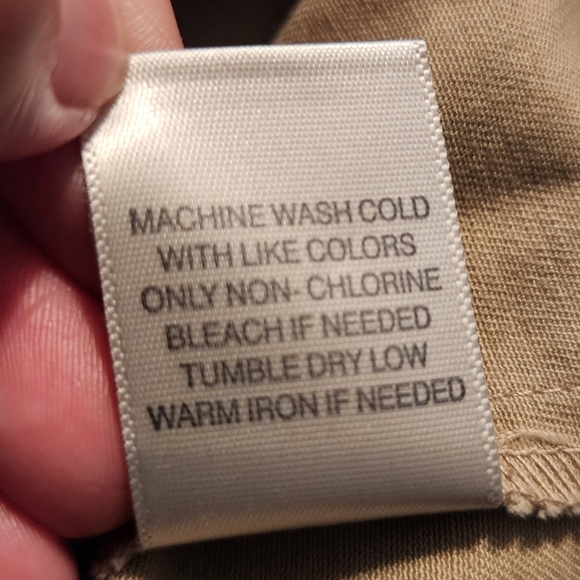 MACHINE WASH COLD
WITH LIKE COLORS
ONLY NON- CHLORINE
BLEACH IF NEEDED
TUMBLE DRY LOW
WARM IRON IF NEEDED